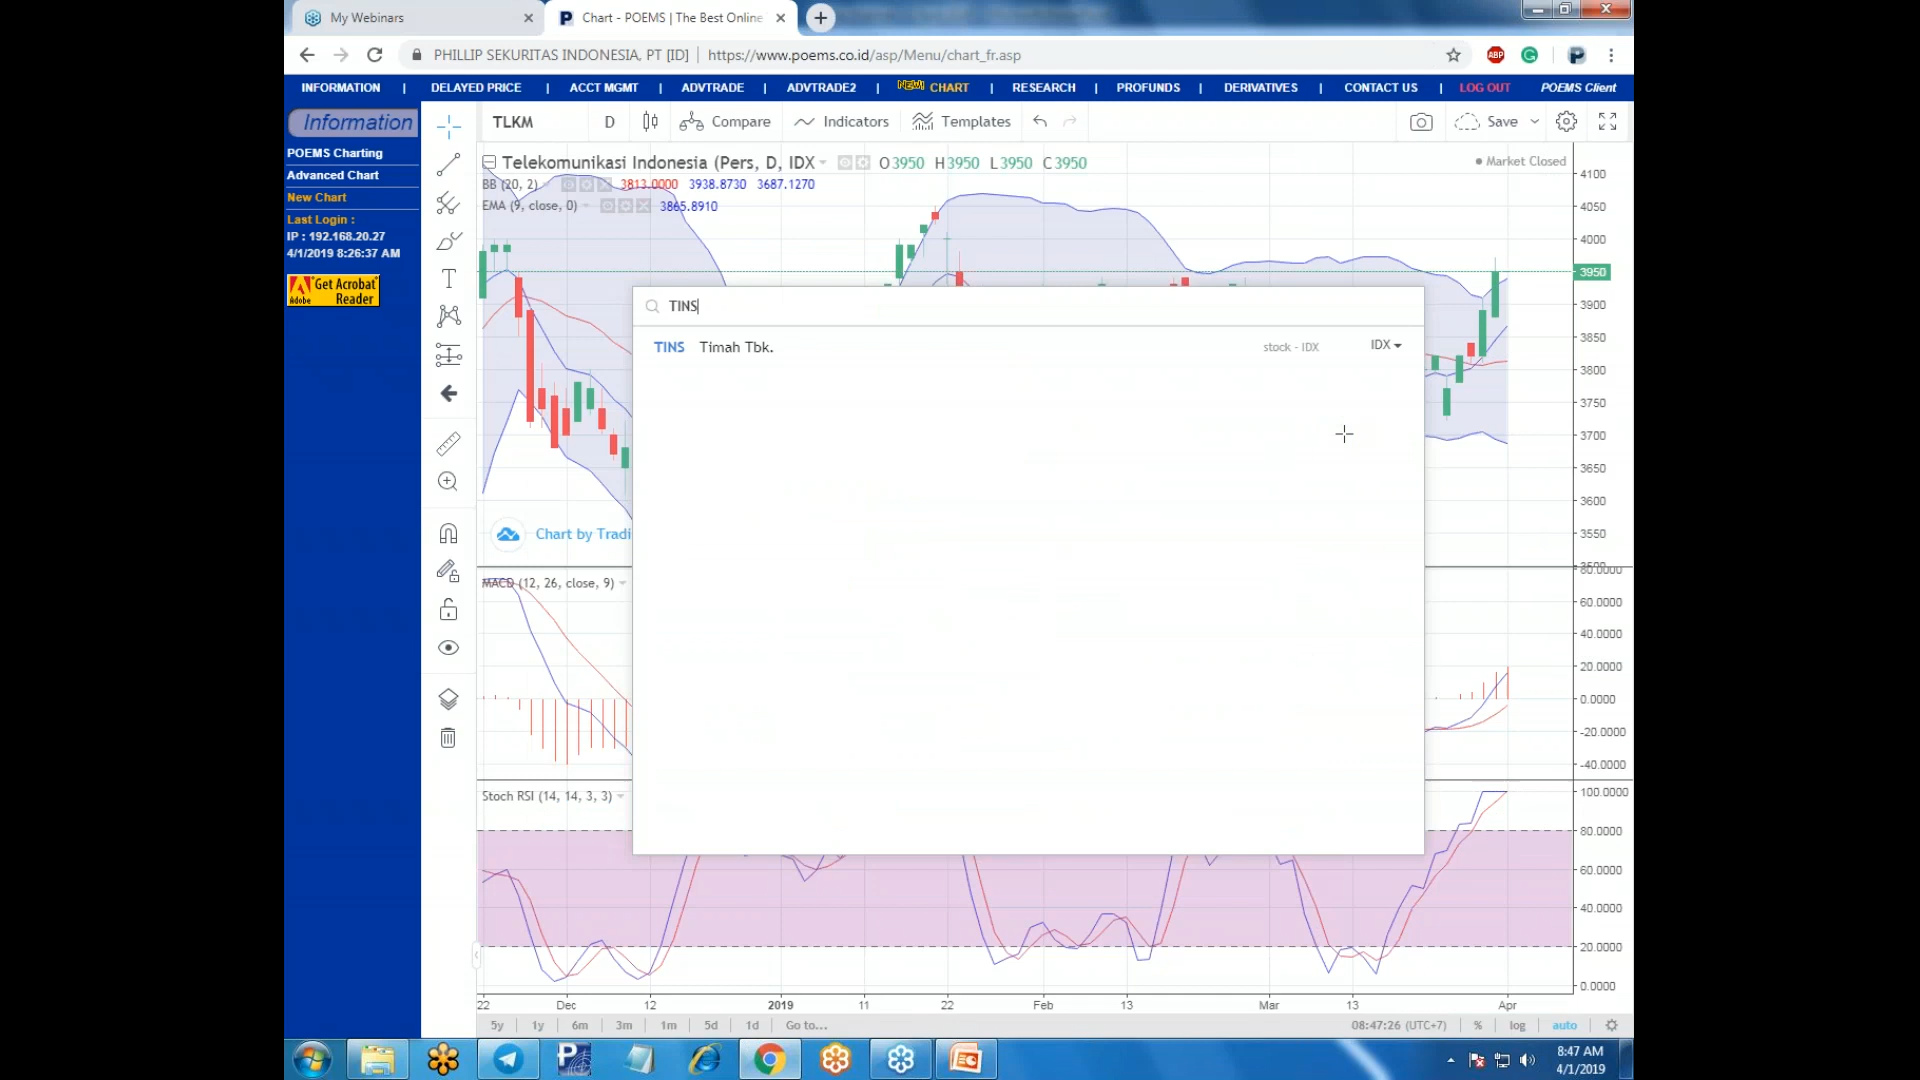 My Webinars
Chart - POEMS | The Best Online
PHILLIP SEKURITAS INDONESIA, PT [ID] | https://www.poems.co.id/asp/Menu/chart_fr.asp
ABP
INFORMATION | DELAYED PRICE | ACCT MGMT | ADVTRADE | ADVTRADE2 | NEW! CHART | RESEARCH | PROFUNDS | DERIVATIVES | CONTACT US | LOG OUT POEMS Client
Information
POEMS Charting
Advanced Chart
New Chart
Last Login :
IP : 192.168.20.27
4/1/2019 8:26:37 AM
Get Acrobat
Adobe Reader
TLKM D Compare Indicators Templates Save
Telekomunikasi Indonesia (Pers, D, IDX O3950 H3950 L3950 C3950
Market Closed
BB (20, 2) 3813.0000 3938.8730 3687.1270
EMA (9, close, 0) 3865.8910
4100
4050
4000
3950
3900
3850
3800
3750
3700
3650
3600
3550
3500
TINS
TINS Timah Tbk. stock - IDX IDX
Chart by Tradi
MACD (12, 26, close, 9)
80.0000
60.0000
40.0000
20.0000
0.0000
-20.0000
-40.0000
Stoch RSI (14, 14, 3, 3)
100.0000
80.0000
60.0000
40.0000
20.0000
0.0000
22 Dec 12 2019 11 22 Feb 13 Mar 13 Apr
5y 1y 6m 3m 1m 5d 1d Go to...
08:47:26 (UTC+7) % log auto
8:47 AM
4/1/2019